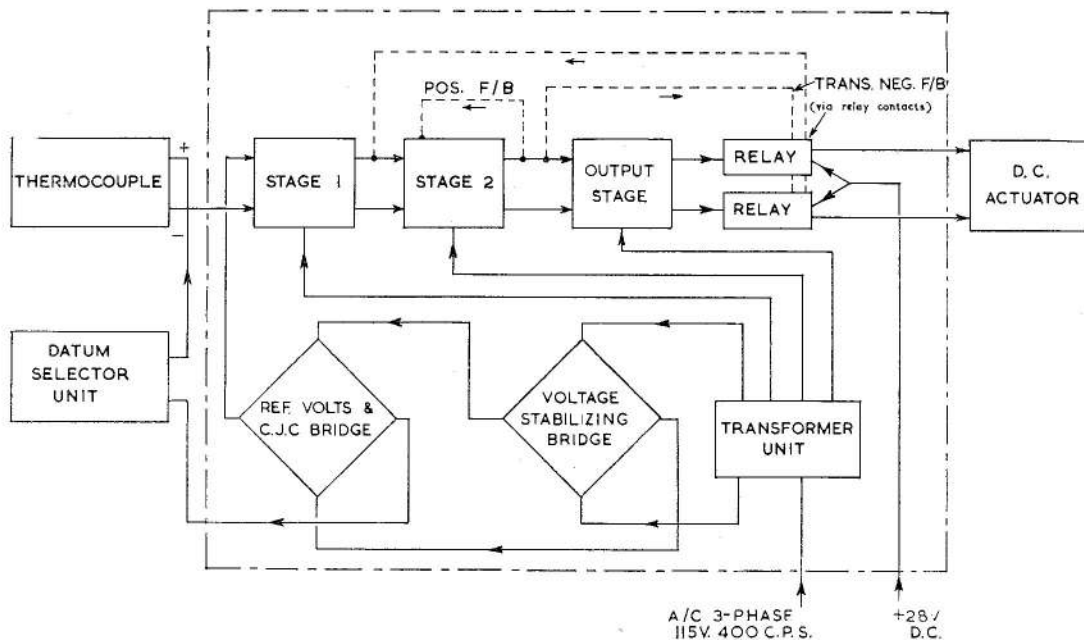 POS. F/B
TRANS. NEG. F/B
(via relay contacts)
+
THERMOCOUPLE
−
STAGE 1
STAGE 2
OUTPUT
STAGE
RELAY
RELAY
D.C.
ACTUATOR
DATUM
SELECTOR
UNIT
REF. VOLTS &
C.J.C BRIDGE
VOLTAGE
STABILIZING
BRIDGE
TRANSFORMER
UNIT
A/C 3-PHASE
115V. 400 C.P.S.
+28V
D.C.